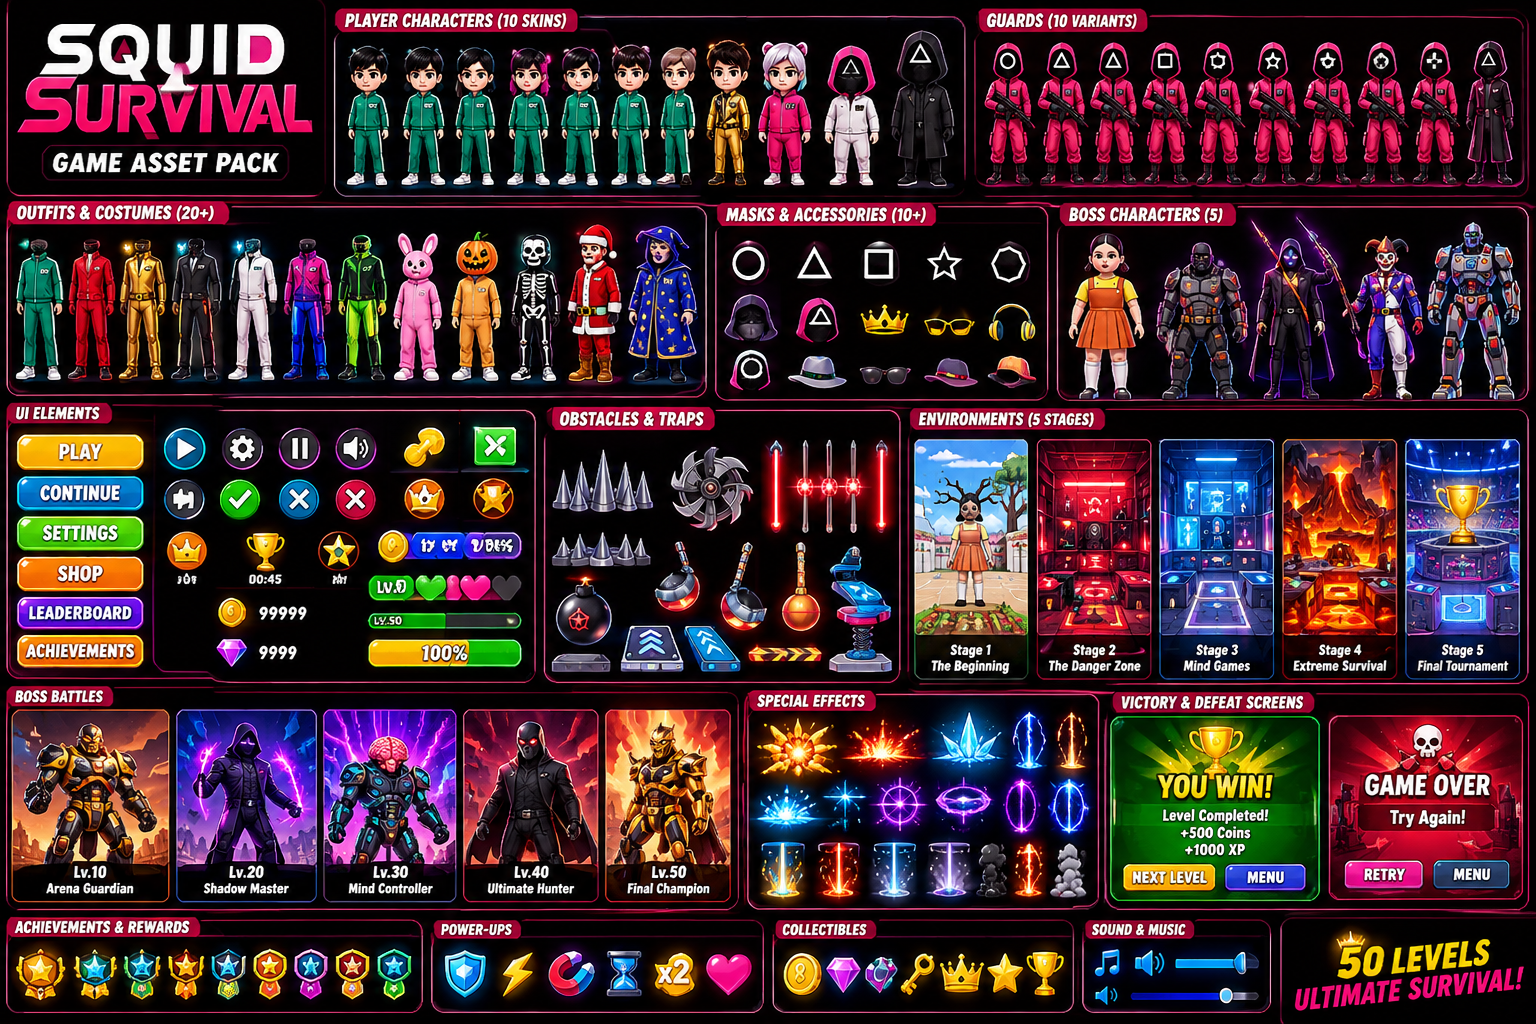 SQUID
SURVIVAL
GAME ASSET PACK
PLAYER CHARACTERS (10 SKINS)
GUARDS (10 VARIANTS)
OUTFITS & COSTUMES (20+)
MASKS & ACCESSORIES (10+)
BOSS CHARACTERS (5)
UI ELEMENTS
PLAY
CONTINUE
SETTINGS
SHOP
LEADERBOARD
ACHIEVEMENTS
00:45
99999
9999
LV.50
100%
OBSTACLES & TRAPS
ENVIRONMENTS (5 STAGES)
Stage 1
The Beginning
Stage 2
The Danger Zone
Stage 3
Mind Games
Stage 4
Extreme Survival
Stage 5
Final Tournament
BOSS BATTLES
Lv.10
Arena Guardian
Lv.20
Shadow Master
Lv.30
Mind Controller
Lv.40
Ultimate Hunter
Lv.50
Final Champion
SPECIAL EFFECTS
VICTORY & DEFEAT SCREENS
YOU WIN!
Level Completed!
+500 Coins
+1000 XP
NEXT LEVEL
MENU
GAME OVER
Try Again!
RETRY
MENU
ACHIEVEMENTS & REWARDS
POWER-UPS
x2
COLLECTIBLES
8
SOUND & MUSIC
50 LEVELS
ULTIMATE SURVIVAL!